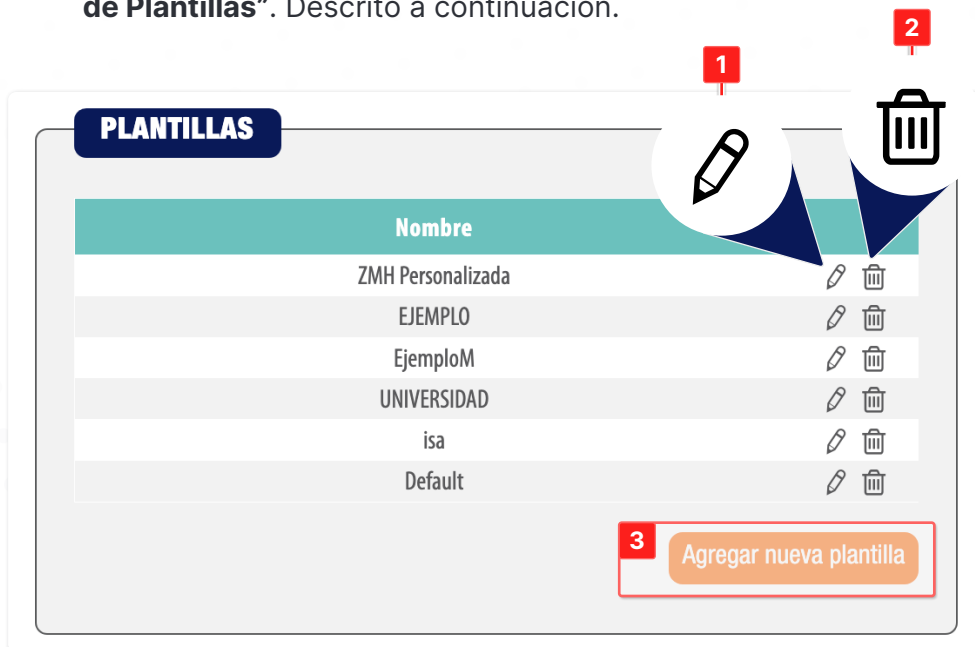 de Plantillas”. Descrito a continuación.
2
1
PLANTILLAS
Nombre
ZMH Personalizada
EJEMPLO
EjemploM
UNIVERSIDAD
isa
Default
3
Agregar nueva plantilla